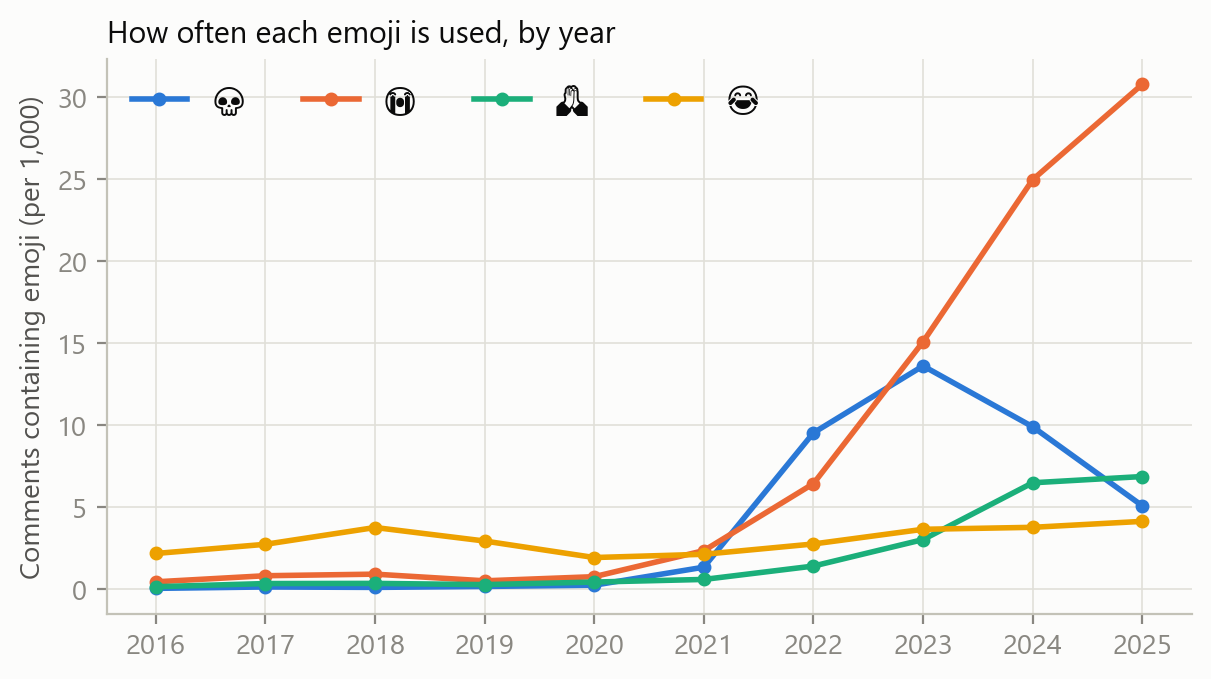 How often each emoji is used, by year
💀 😭 🙏 😂
Comments containing emoji (per 1,000)
30
25
20
15
10
5
0
2016 2017 2018 2019 2020 2021 2022 2023 2024 2025